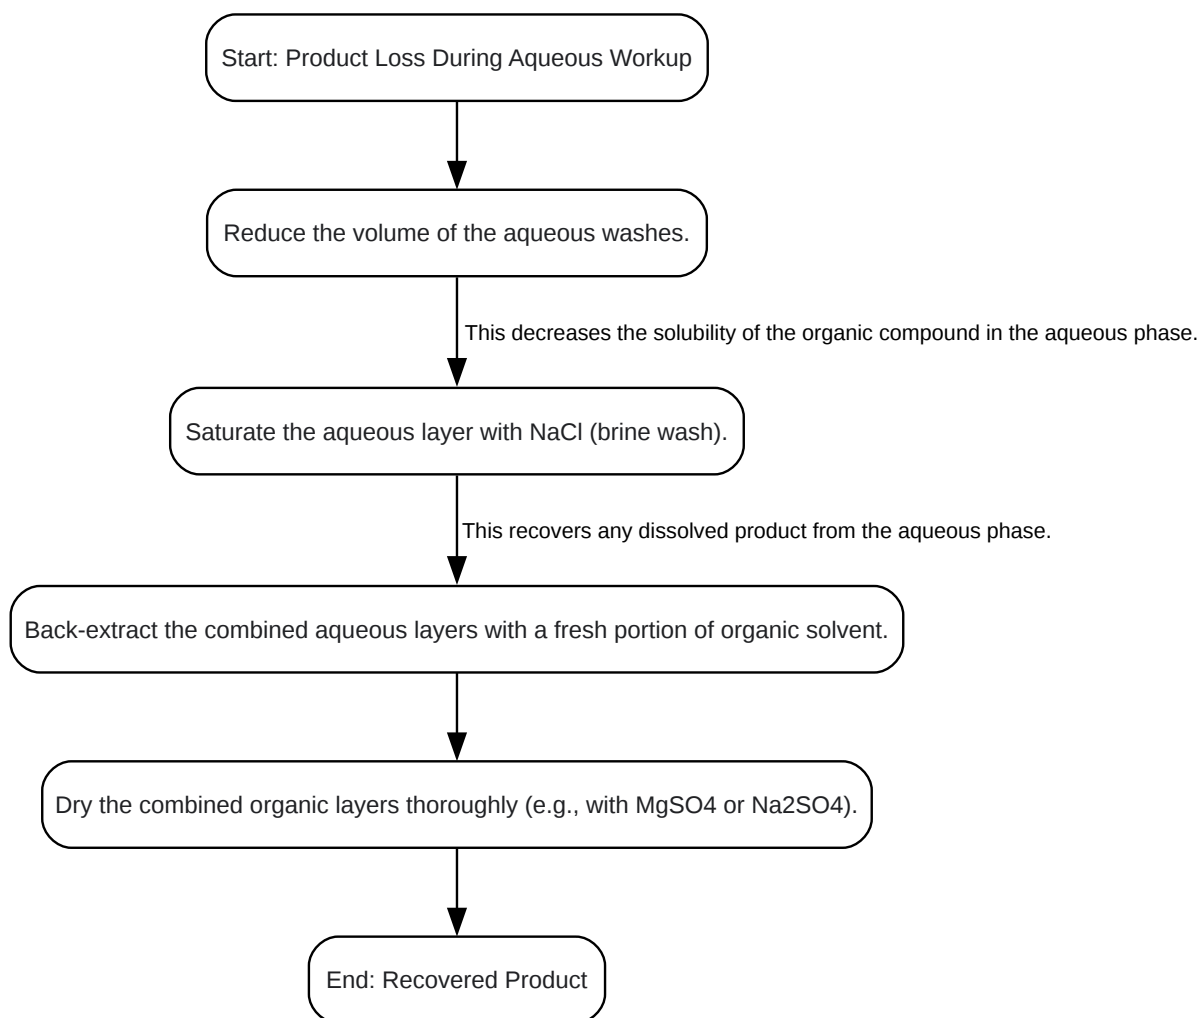 Start: Product Loss During Aqueous Workup
Reduce the volume of the aqueous washes.
This decreases the solubility of the organic compound in the aqueous phase.
Saturate the aqueous layer with NaCl (brine wash).
This recovers any dissolved product from the aqueous phase.
Back-extract the combined aqueous layers with a fresh portion of organic solvent.
Dry the combined organic layers thoroughly (e.g., with MgSO4 or Na2SO4).
End: Recovered Product